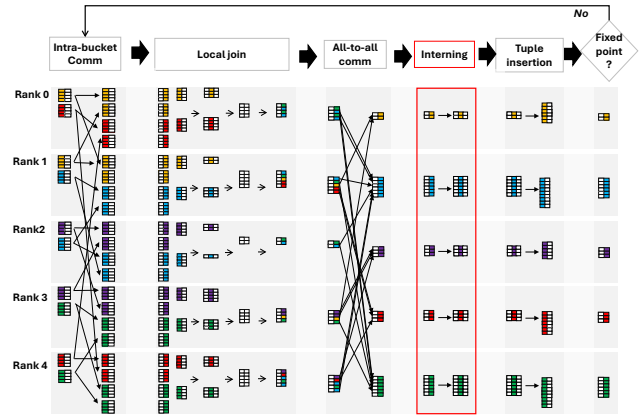 No
Intra-bucket
Comm
Local join
All-to-all
comm
Interning
Tuple
insertion
Fixed
point
?
Rank 0
Rank 1
Rank2
Rank 3
Rank 4